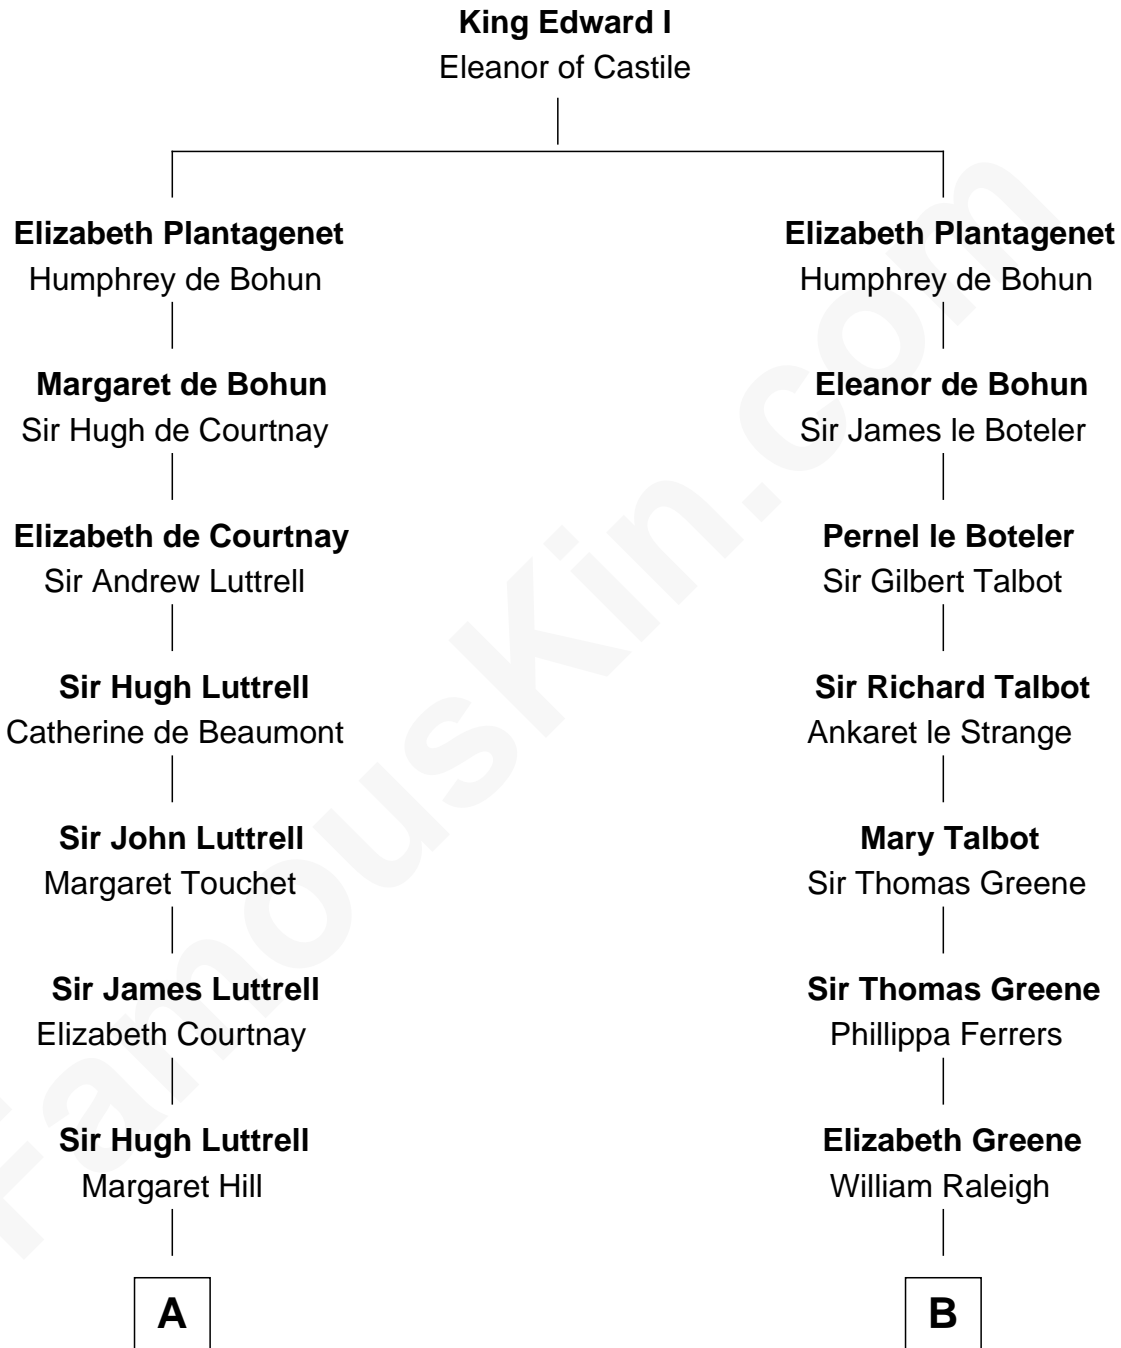 King Edward I
Eleanor of Castile
Elizabeth Plantagenet
Humphrey de Bohun
Elizabeth Plantagenet
Humphrey de Bohun
Margaret de Bohun
Sir Hugh de Courtnay
Eleanor de Bohun
Sir James le Boteler
Elizabeth de Courtnay
Sir Andrew Luttrell
Pernel le Boteler
Sir Gilbert Talbot
Sir Hugh Luttrell
Catherine de Beaumont
Sir Richard Talbot
Ankaret le Strange
Sir John Luttrell
Margaret Touchet
Mary Talbot
Sir Thomas Greene
Sir James Luttrell
Elizabeth Courtnay
Sir Thomas Greene
Phillippa Ferrers
Sir Hugh Luttrell
Margaret Hill
Elizabeth Greene
William Raleigh
A
B
FamousKin.com